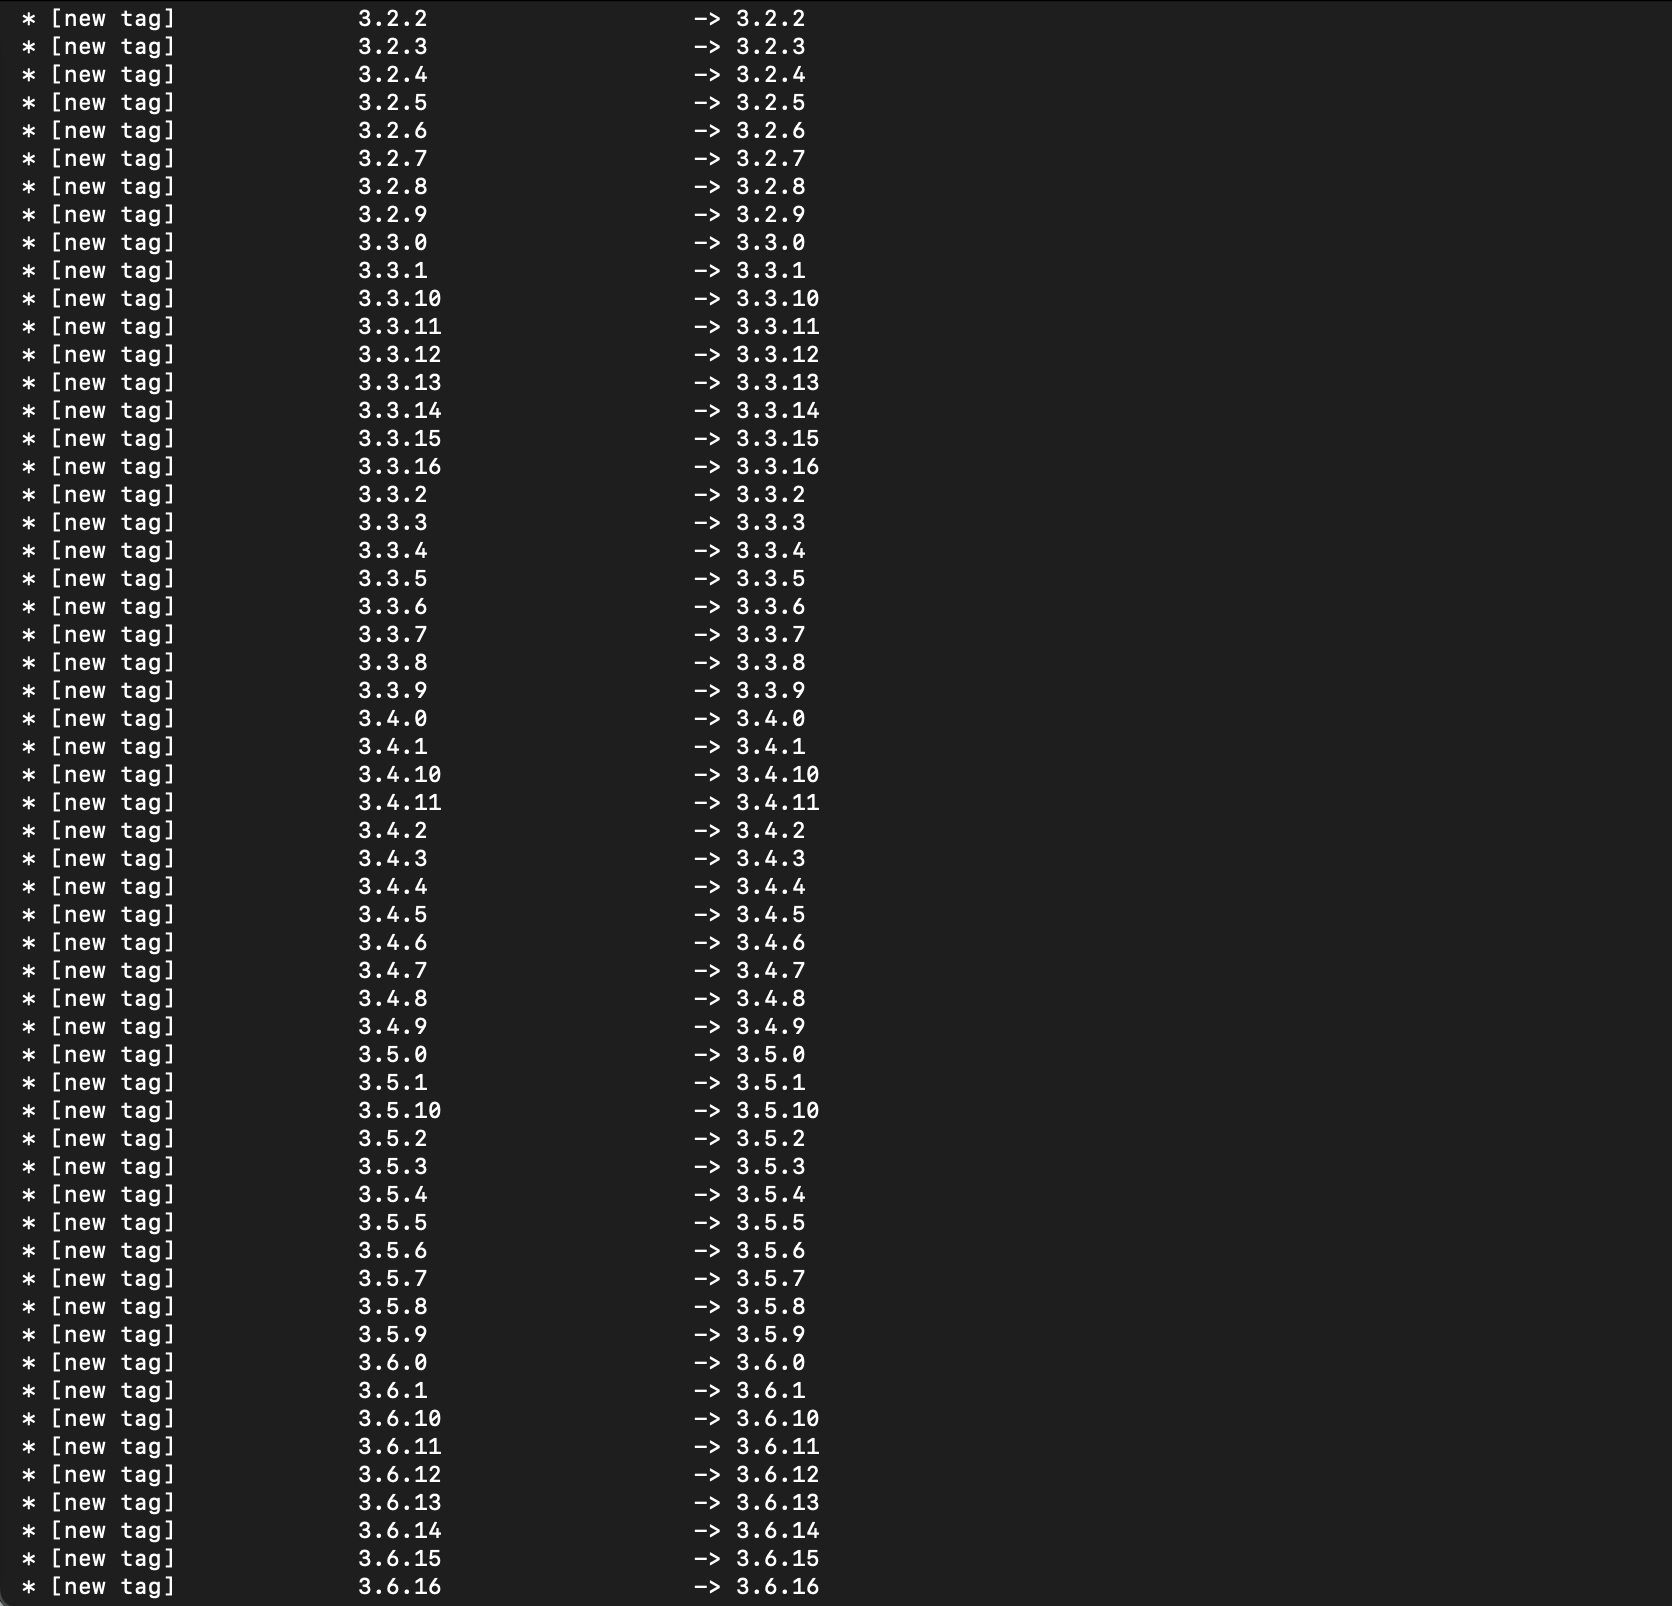 * [new tag] 3.2.2 -> 3.2.2
* [new tag] 3.2.3 -> 3.2.3
* [new tag] 3.2.4 -> 3.2.4
* [new tag] 3.2.5 -> 3.2.5
* [new tag] 3.2.6 -> 3.2.6
* [new tag] 3.2.7 -> 3.2.7
* [new tag] 3.2.8 -> 3.2.8
* [new tag] 3.2.9 -> 3.2.9
* [new tag] 3.3.0 -> 3.3.0
* [new tag] 3.3.1 -> 3.3.1
* [new tag] 3.3.10 -> 3.3.10
* [new tag] 3.3.11 -> 3.3.11
* [new tag] 3.3.12 -> 3.3.12
* [new tag] 3.3.13 -> 3.3.13
* [new tag] 3.3.14 -> 3.3.14
* [new tag] 3.3.15 -> 3.3.15
* [new tag] 3.3.16 -> 3.3.16
* [new tag] 3.3.2 -> 3.3.2
* [new tag] 3.3.3 -> 3.3.3
* [new tag] 3.3.4 -> 3.3.4
* [new tag] 3.3.5 -> 3.3.5
* [new tag] 3.3.6 -> 3.3.6
* [new tag] 3.3.7 -> 3.3.7
* [new tag] 3.3.8 -> 3.3.8
* [new tag] 3.3.9 -> 3.3.9
* [new tag] 3.4.0 -> 3.4.0
* [new tag] 3.4.1 -> 3.4.1
* [new tag] 3.4.10 -> 3.4.10
* [new tag] 3.4.11 -> 3.4.11
* [new tag] 3.4.2 -> 3.4.2
* [new tag] 3.4.3 -> 3.4.3
* [new tag] 3.4.4 -> 3.4.4
* [new tag] 3.4.5 -> 3.4.5
* [new tag] 3.4.6 -> 3.4.6
* [new tag] 3.4.7 -> 3.4.7
* [new tag] 3.4.8 -> 3.4.8
* [new tag] 3.4.9 -> 3.4.9
* [new tag] 3.5.0 -> 3.5.0
* [new tag] 3.5.1 -> 3.5.1
* [new tag] 3.5.10 -> 3.5.10
* [new tag] 3.5.2 -> 3.5.2
* [new tag] 3.5.3 -> 3.5.3
* [new tag] 3.5.4 -> 3.5.4
* [new tag] 3.5.5 -> 3.5.5
* [new tag] 3.5.6 -> 3.5.6
* [new tag] 3.5.7 -> 3.5.7
* [new tag] 3.5.8 -> 3.5.8
* [new tag] 3.5.9 -> 3.5.9
* [new tag] 3.6.0 -> 3.6.0
* [new tag] 3.6.1 -> 3.6.1
* [new tag] 3.6.10 -> 3.6.10
* [new tag] 3.6.11 -> 3.6.11
* [new tag] 3.6.12 -> 3.6.12
* [new tag] 3.6.13 -> 3.6.13
* [new tag] 3.6.14 -> 3.6.14
* [new tag] 3.6.15 -> 3.6.15
* [new tag] 3.6.16 -> 3.6.16